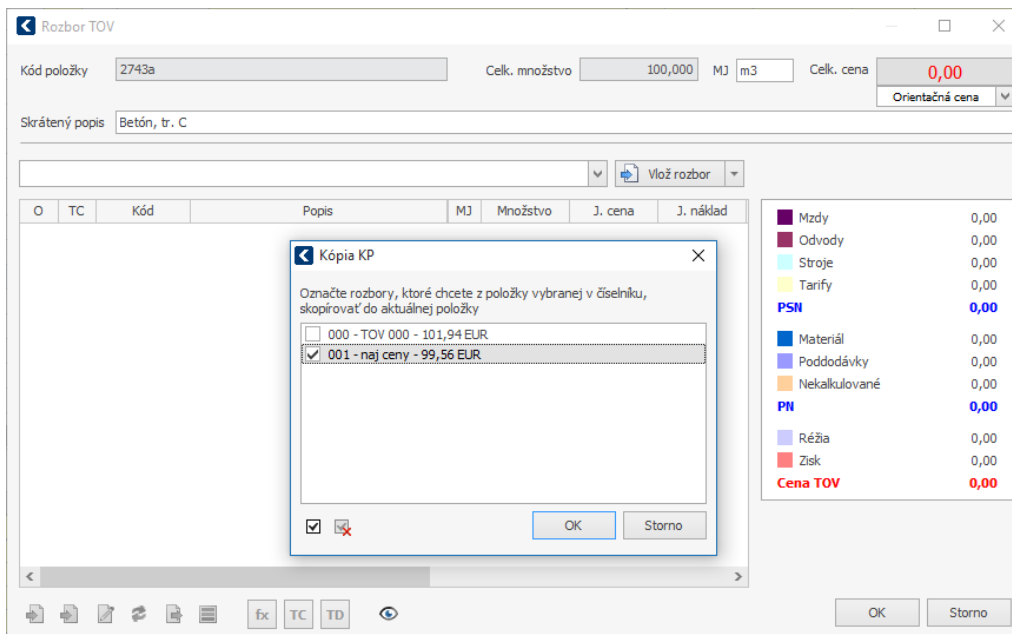 Rozbor TOV
Kód položky 2743a Celk. množstvo 100,000 MJ m3 Celk. cena 0,00
Orientačná cena
Skrátený popis Betón, tr. C
Vlož rozbor
O TC Kód Popis MJ Množstvo J. cena J. náklad
Kópia KP
Označte rozbory, ktoré chcete z položky vybranej v číselníku,
skopírovať do aktuálnej položky
000 - TOV 000 - 101,94 EUR
001 - naj ceny - 99,56 EUR
OK Storno
Mzdy 0,00
Odvody 0,00
Stroje 0,00
Tarify 0,00
PSN 0,00
Materiál 0,00
Poddodávky 0,00
Nekalkulované 0,00
PN 0,00
Réžia 0,00
Zisk 0,00
Cena TOV 0,00
fx TC TD
OK Storno